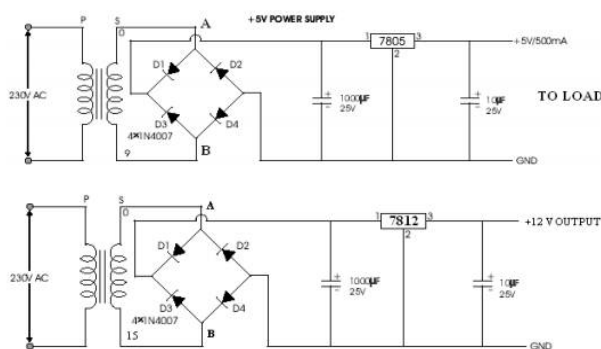 +5V POWER SUPPLY
P S
0
A
1 7805 3
2
+5V/500mA
230V AC
D1 D2
D3 D4
4×1N4007
9
B
1000µF
25V
10µF
25V
TO LOAD
GND
P S
0
A
1 7812 3
2
+12 V OUTPUT
230V AC
D1 D2
D3 D4
4×1N4007
15
B
1000µF
25V
10µF
25V
GND